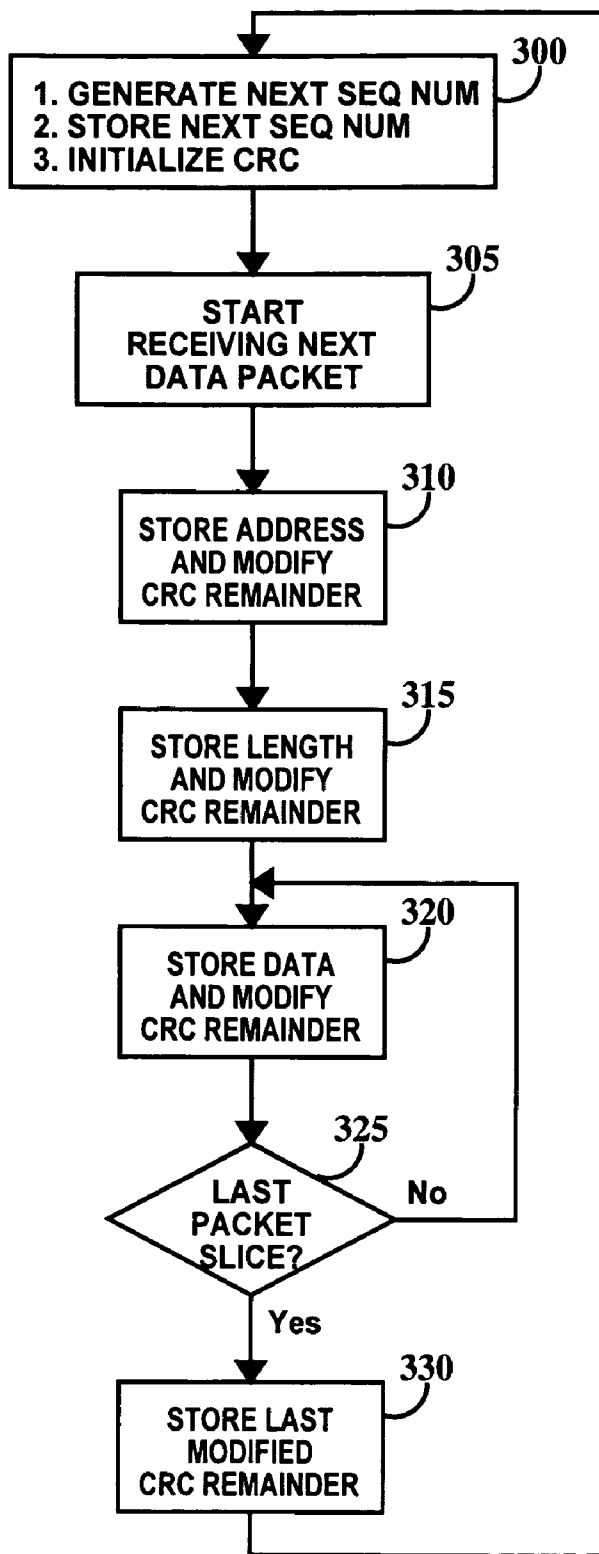 300
1. GENERATE NEXT SEQ NUM
2. STORE NEXT SEQ NUM
3. INITIALIZE CRC
305
START
RECEIVING NEXT
DATA PACKET
310
STORE ADDRESS
AND MODIFY
CRC REMAINDER
315
STORE LENGTH
AND MODIFY
CRC REMAINDER
320
STORE DATA
AND MODIFY
CRC REMAINDER
325
LAST
PACKET
SLICE?
No
Yes
330
STORE LAST
MODIFIED
CRC REMAINDER